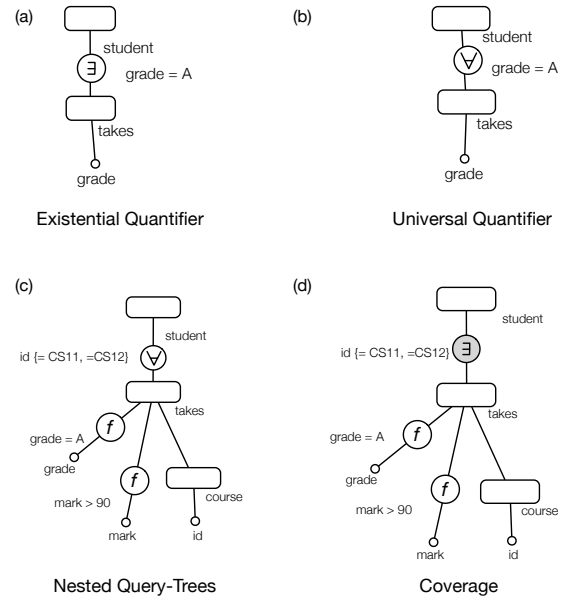 (a)
student
∃
grade = A
takes
grade
Existential Quantifier
(b)
student
∀
grade = A
takes
grade
Universal Quantifier
(c)
student
id {= CS11, =CS12}
∀
takes
f
grade = A
grade
f
mark > 90
course
mark
id
Nested Query-Trees
(d)
student
id {= CS11, =CS12}
∃
takes
f
grade = A
grade
f
mark > 90
course
mark
id
Coverage